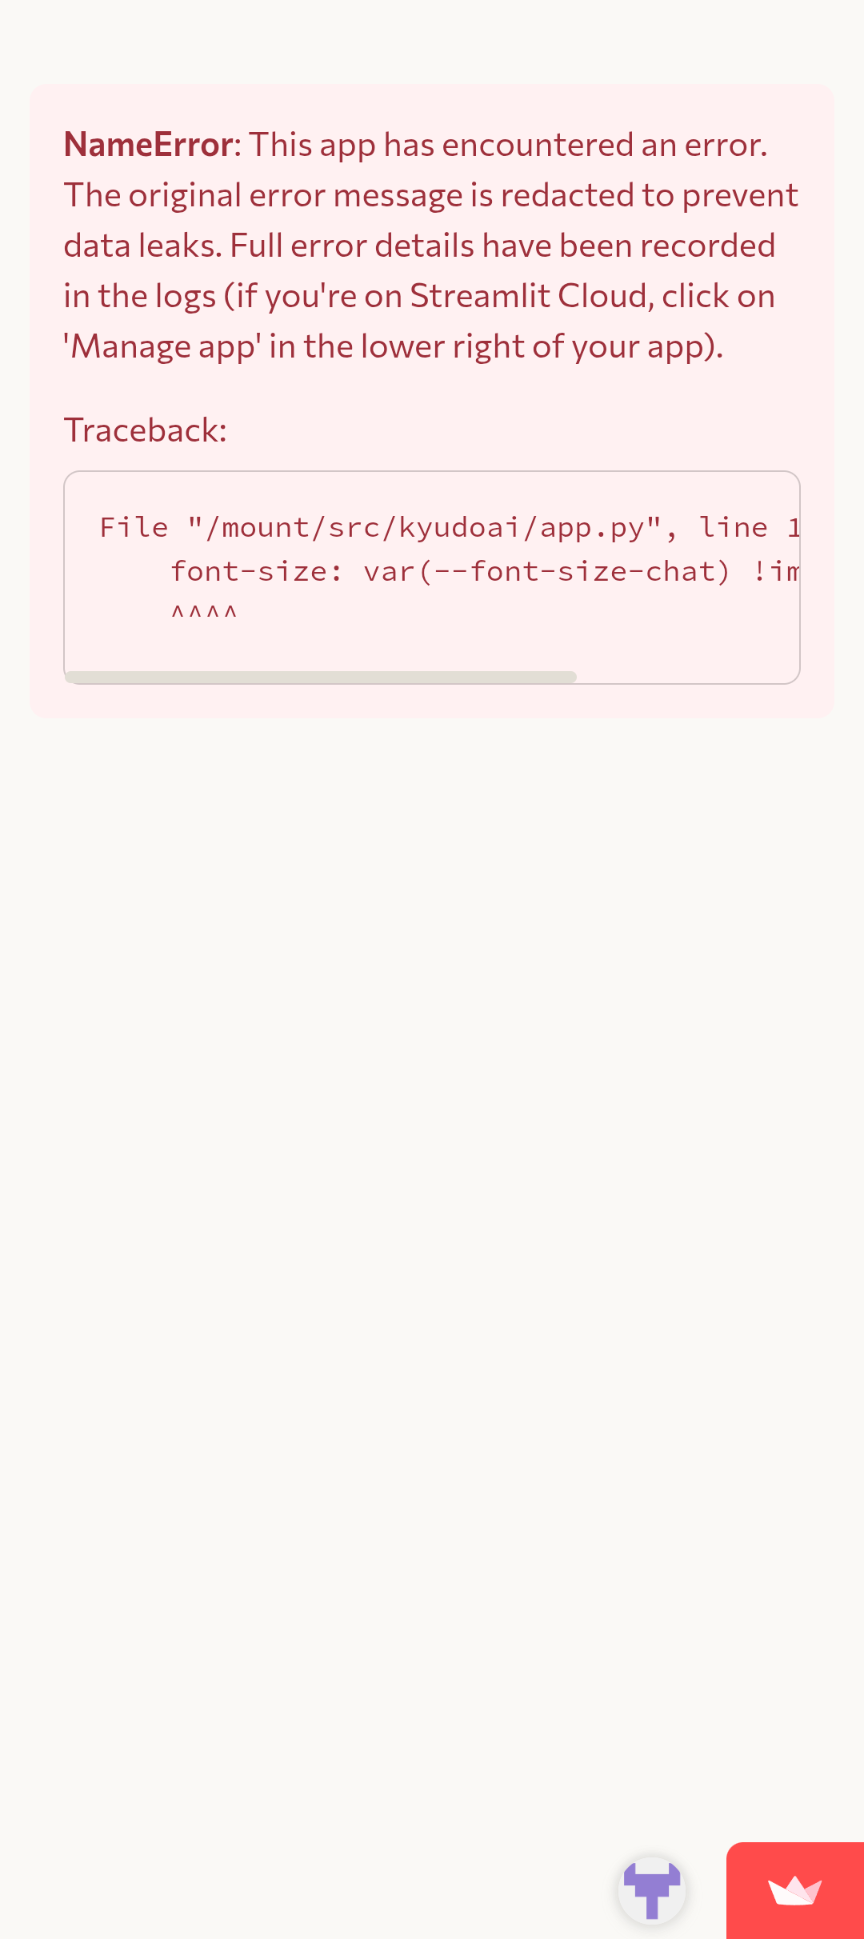 NameError: This app has encountered an error.
The original error message is redacted to prevent
data leaks. Full error details have been recorded
in the logs (if you're on Streamlit Cloud, click on
'Manage app' in the lower right of your app).
Traceback:
File "/mount/src/kyudoai/app.py", line 1
font-size: var(--font-size-chat) !im
^^^^